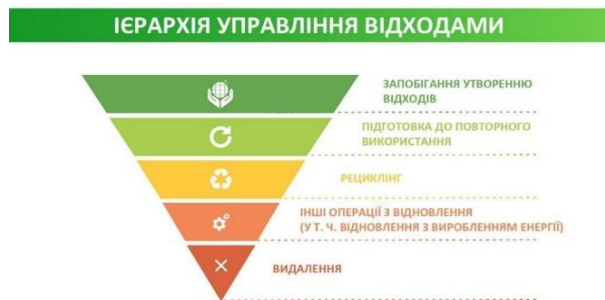 ІЄРАРХІЯ УПРАВЛІННЯ ВІДХОДАМИ
ЗАПОБІГАННЯ УТВОРЕННЮ
ВІДХОДІВ
ПІДГОТОВКА ДО ПОВТОРНОГО
ВИКОРИСТАННЯ
РЕЦИКЛІНГ
ІНШІ ОПЕРАЦІЇ З ВІДНОВЛЕННЯ
(У Т. Ч. ВІДНОВЛЕННЯ З ВИРОБЛЕННЯМ ЕНЕРГІЇ)
ВИДАЛЕННЯ